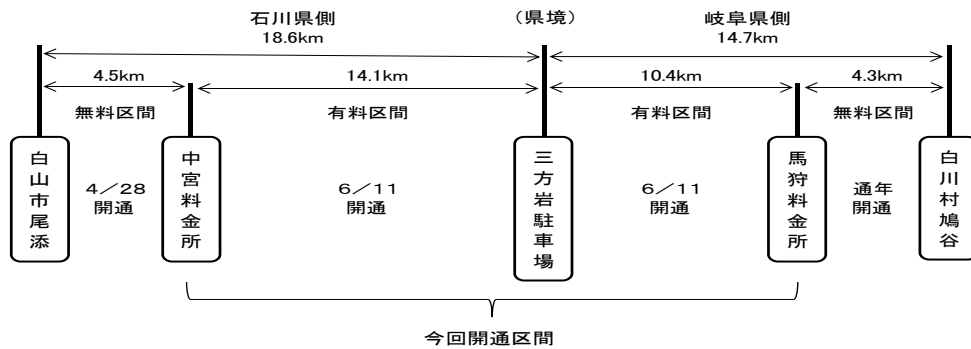 石川県側
18.6km
（県境）
岐阜県側
14.7km
4.5km
14.1km
10.4km
4.3km
無料区間
有料区間
有料区間
無料区間
白山市尾添
4／28
開通
中宮料金所
6／11
開通
三方岩駐車場
6／11
開通
馬狩料金所
通年
開通
白川村鳩谷
今回開通区間